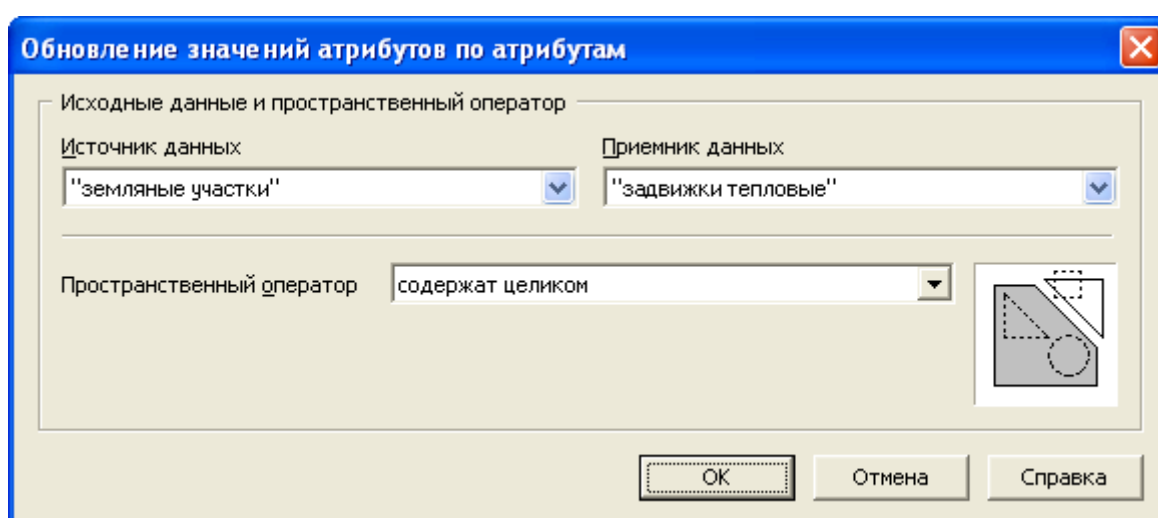 Обновление значений атрибутов по атрибутам
Исходные данные и пространственный оператор
Источник данных
Приемник данных
"земляные участки"
"задвижки тепловые"
Пространственный оператор
содержат целиком
OK
Отмена
Справка